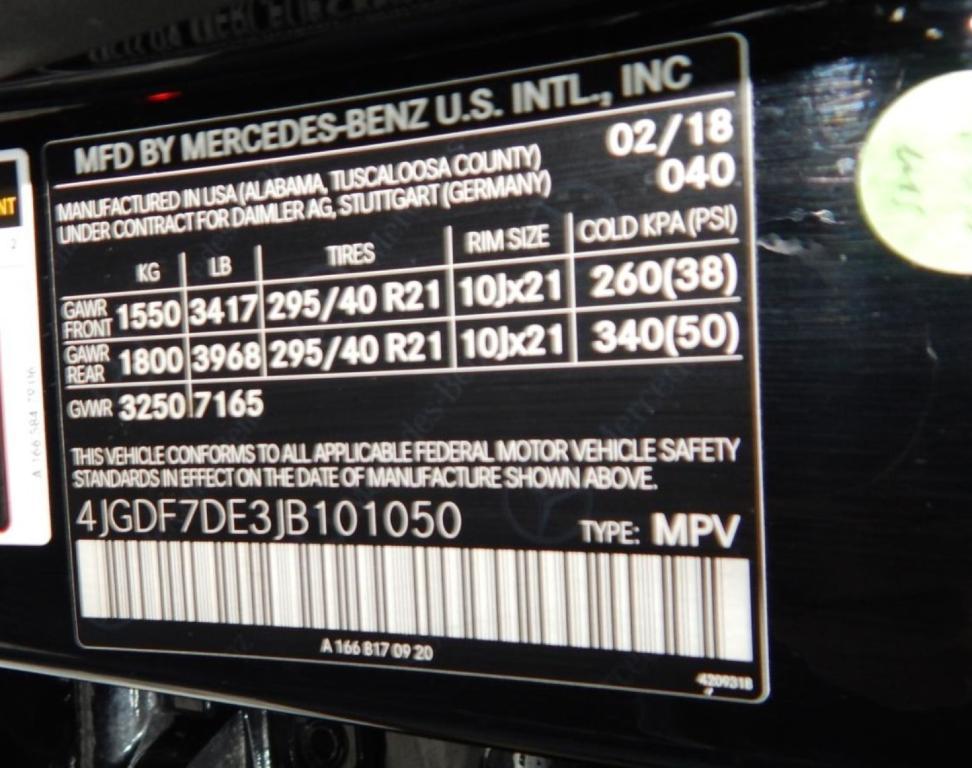 MFD BY MERCEDES-BENZ U.S. INTL., INC
MANUFACTURED IN USA (ALABAMA, TUSCALOOSA COUNTY) 02/18
UNDER CONTRACT FOR DAIMLER AG, STUTTGART (GERMANY) 040
KG LB TIRES RIM SIZE COLD KPA (PSI)
GAWR FRONT 1550 3417 295/40 R21 10Jx21 260(38)
GAWR REAR 1800 3968 295/40 R21 10Jx21 340(50)
GVWR 3250 7165
THIS VEHICLE CONFORMS TO ALL APPLICABLE FEDERAL MOTOR VEHICLE SAFETY
STANDARDS IN EFFECT ON THE DATE OF MANUFACTURE SHOWN ABOVE.
4JGDF7DE3JB101050 TYPE: MPV
A 166 817 09 20
NT
2
A 166 584